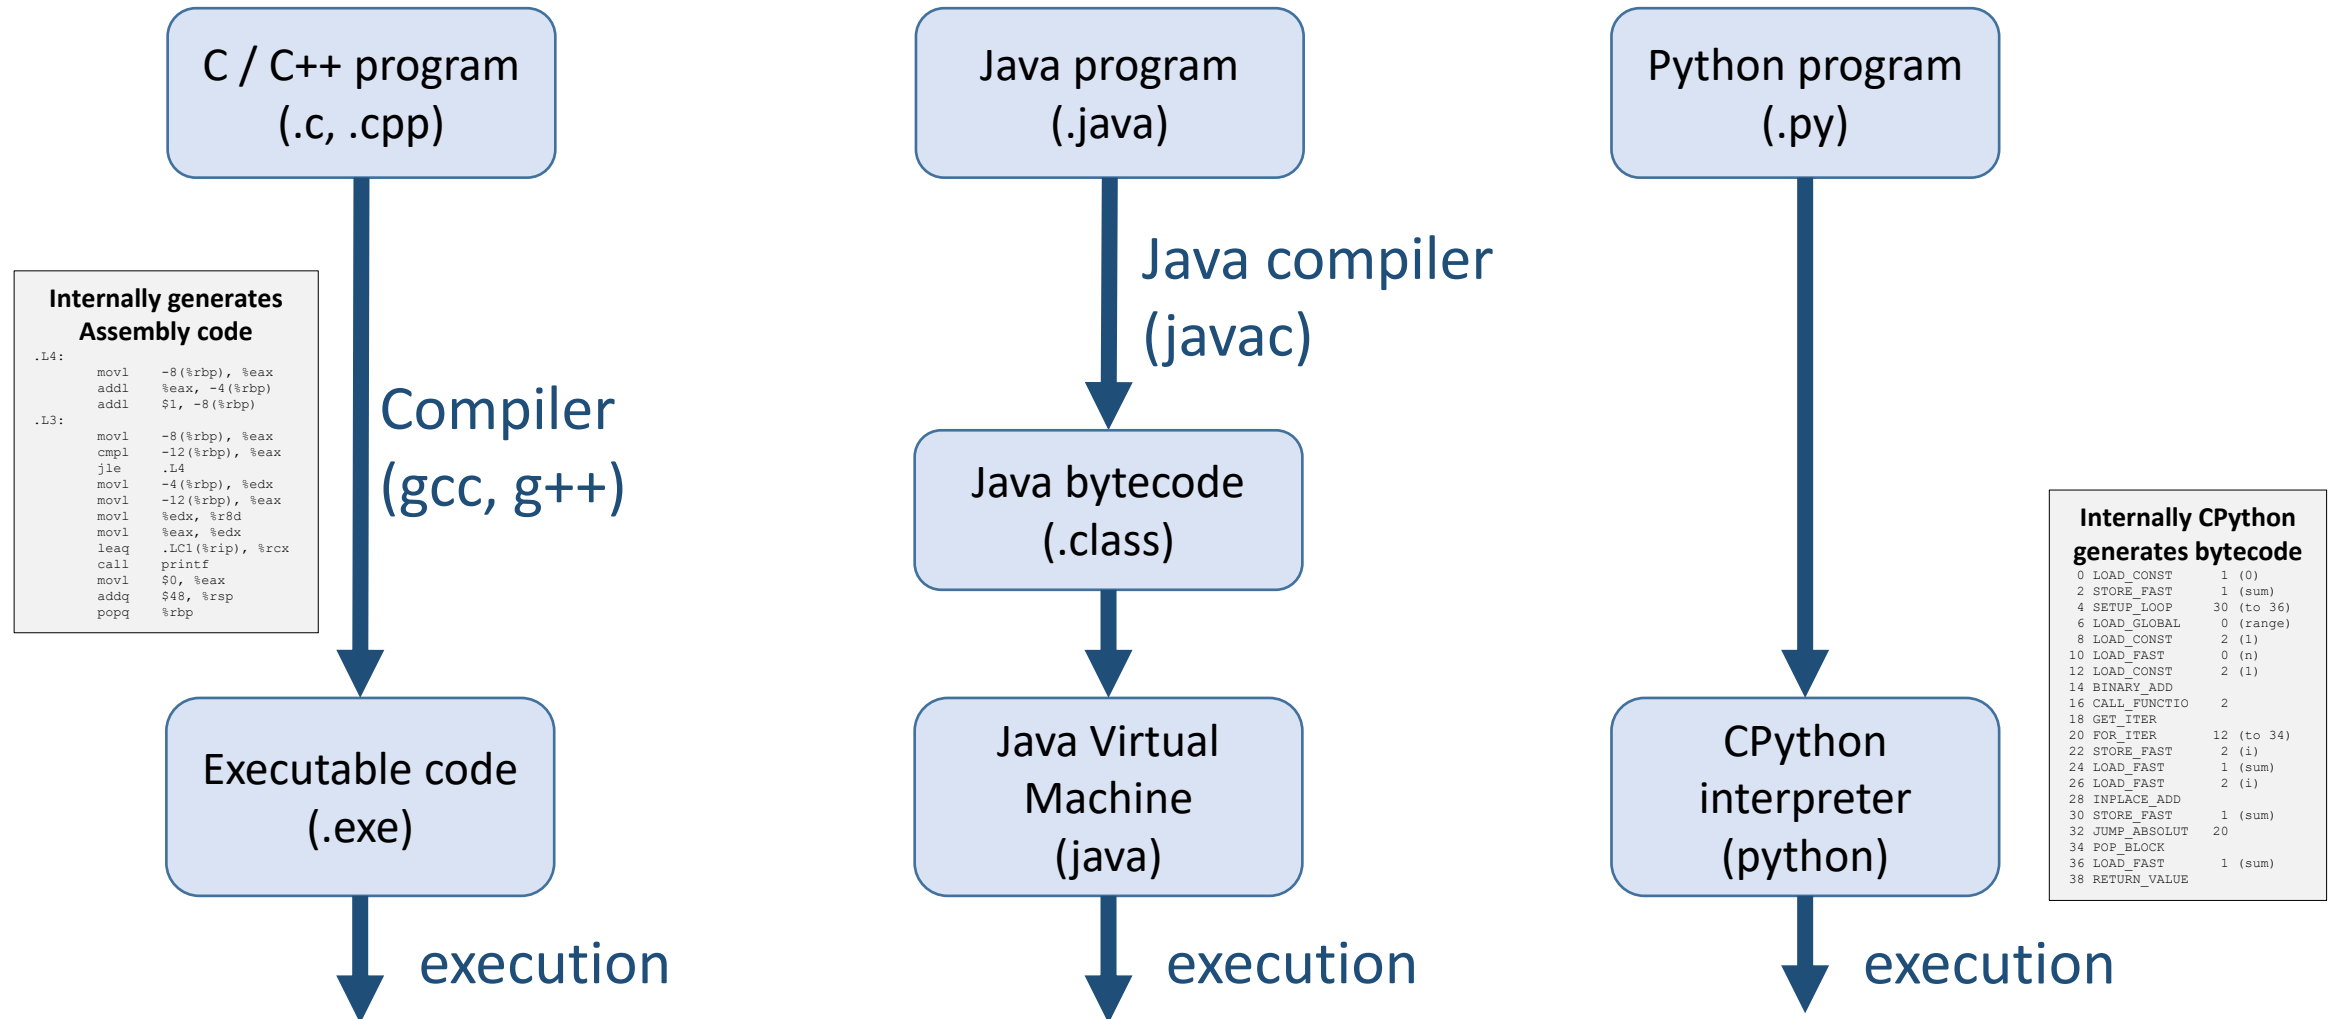 C / C++ program
(.c, .cpp)
Internally generates
Assembly code
.L4:
movl -8(%rbp), %eax
addl %eax, -4(%rbp)
addl $1, -8(%rbp)
.L3:
movl -8(%rbp), %eax
cmpl -12(%rbp), %eax
jle .L4
movl -4(%rbp), %edx
movl -12(%rbp), %eax
movl %edx, %r8d
movl %eax, %edx
leaq .LC1(%rip), %rcx
call printf
movl $0, %eax
addq $48, %rsp
popq %rbp
Compiler
(gcc, g++)
Executable code
(.exe)
execution
Java program
(.java)
Java compiler
(javac)
Java bytecode
(.class)
Java Virtual
Machine
(java)
execution
Python program
(.py)
CPython
interpreter
(python)
Internally CPython
generates bytecode
0 LOAD_CONST 1 (0)
2 STORE_FAST 1 (sum)
4 SETUP_LOOP 30 (to 36)
6 LOAD_GLOBAL 0 (range)
8 LOAD_CONST 2 (1)
10 LOAD_FAST 0 (n)
12 LOAD_CONST 2 (1)
14 BINARY_ADD
16 CALL_FUNCTIO 2
18 GET_ITER
20 FOR_ITER 12 (to 34)
22 STORE_FAST 2 (i)
24 LOAD_FAST 1 (sum)
26 LOAD_FAST 2 (i)
28 INPLACE_ADD
30 STORE_FAST 1 (sum)
32 JUMP_ABSOLUT 20
34 POP_BLOCK
36 LOAD_FAST 1 (sum)
38 RETURN_VALUE
execution